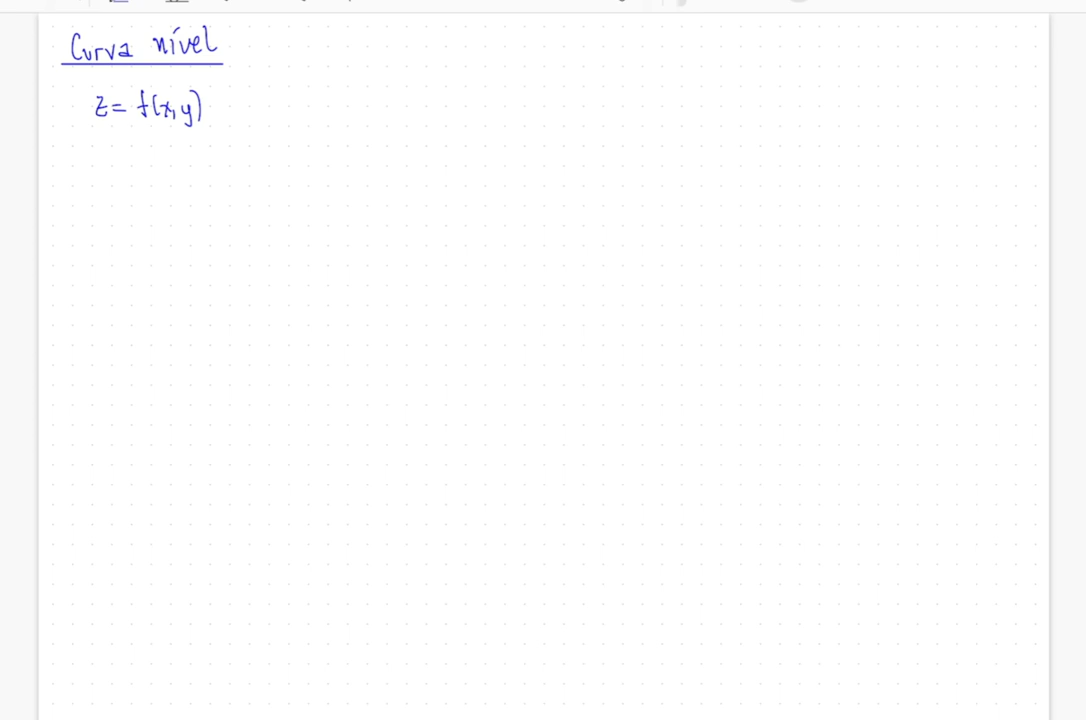 Curva nível
z = f(x,y)